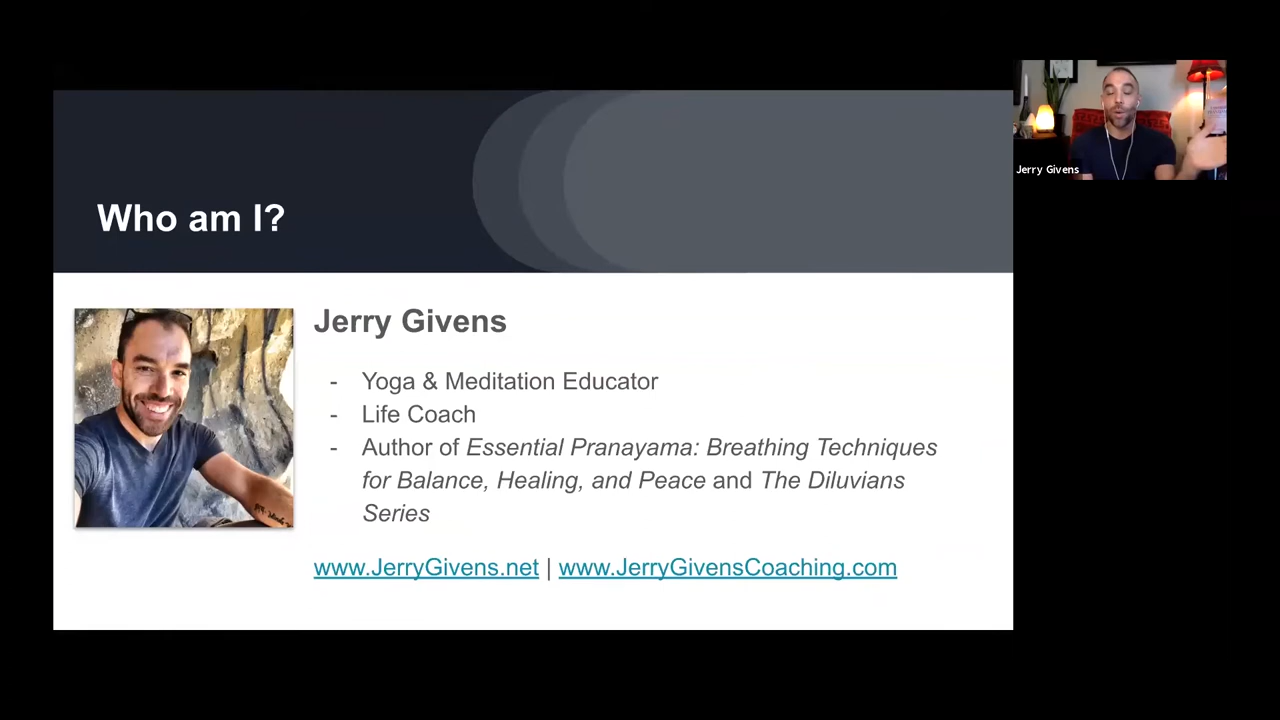 Jerry Givens
Who am I?
Jerry Givens
- Yoga & Meditation Educator
- Life Coach
- Author of Essential Pranayama: Breathing Techniques
for Balance, Healing, and Peace and The Diluvians
Series
www.JerryGivens.net | www.JerryGivensCoaching.com